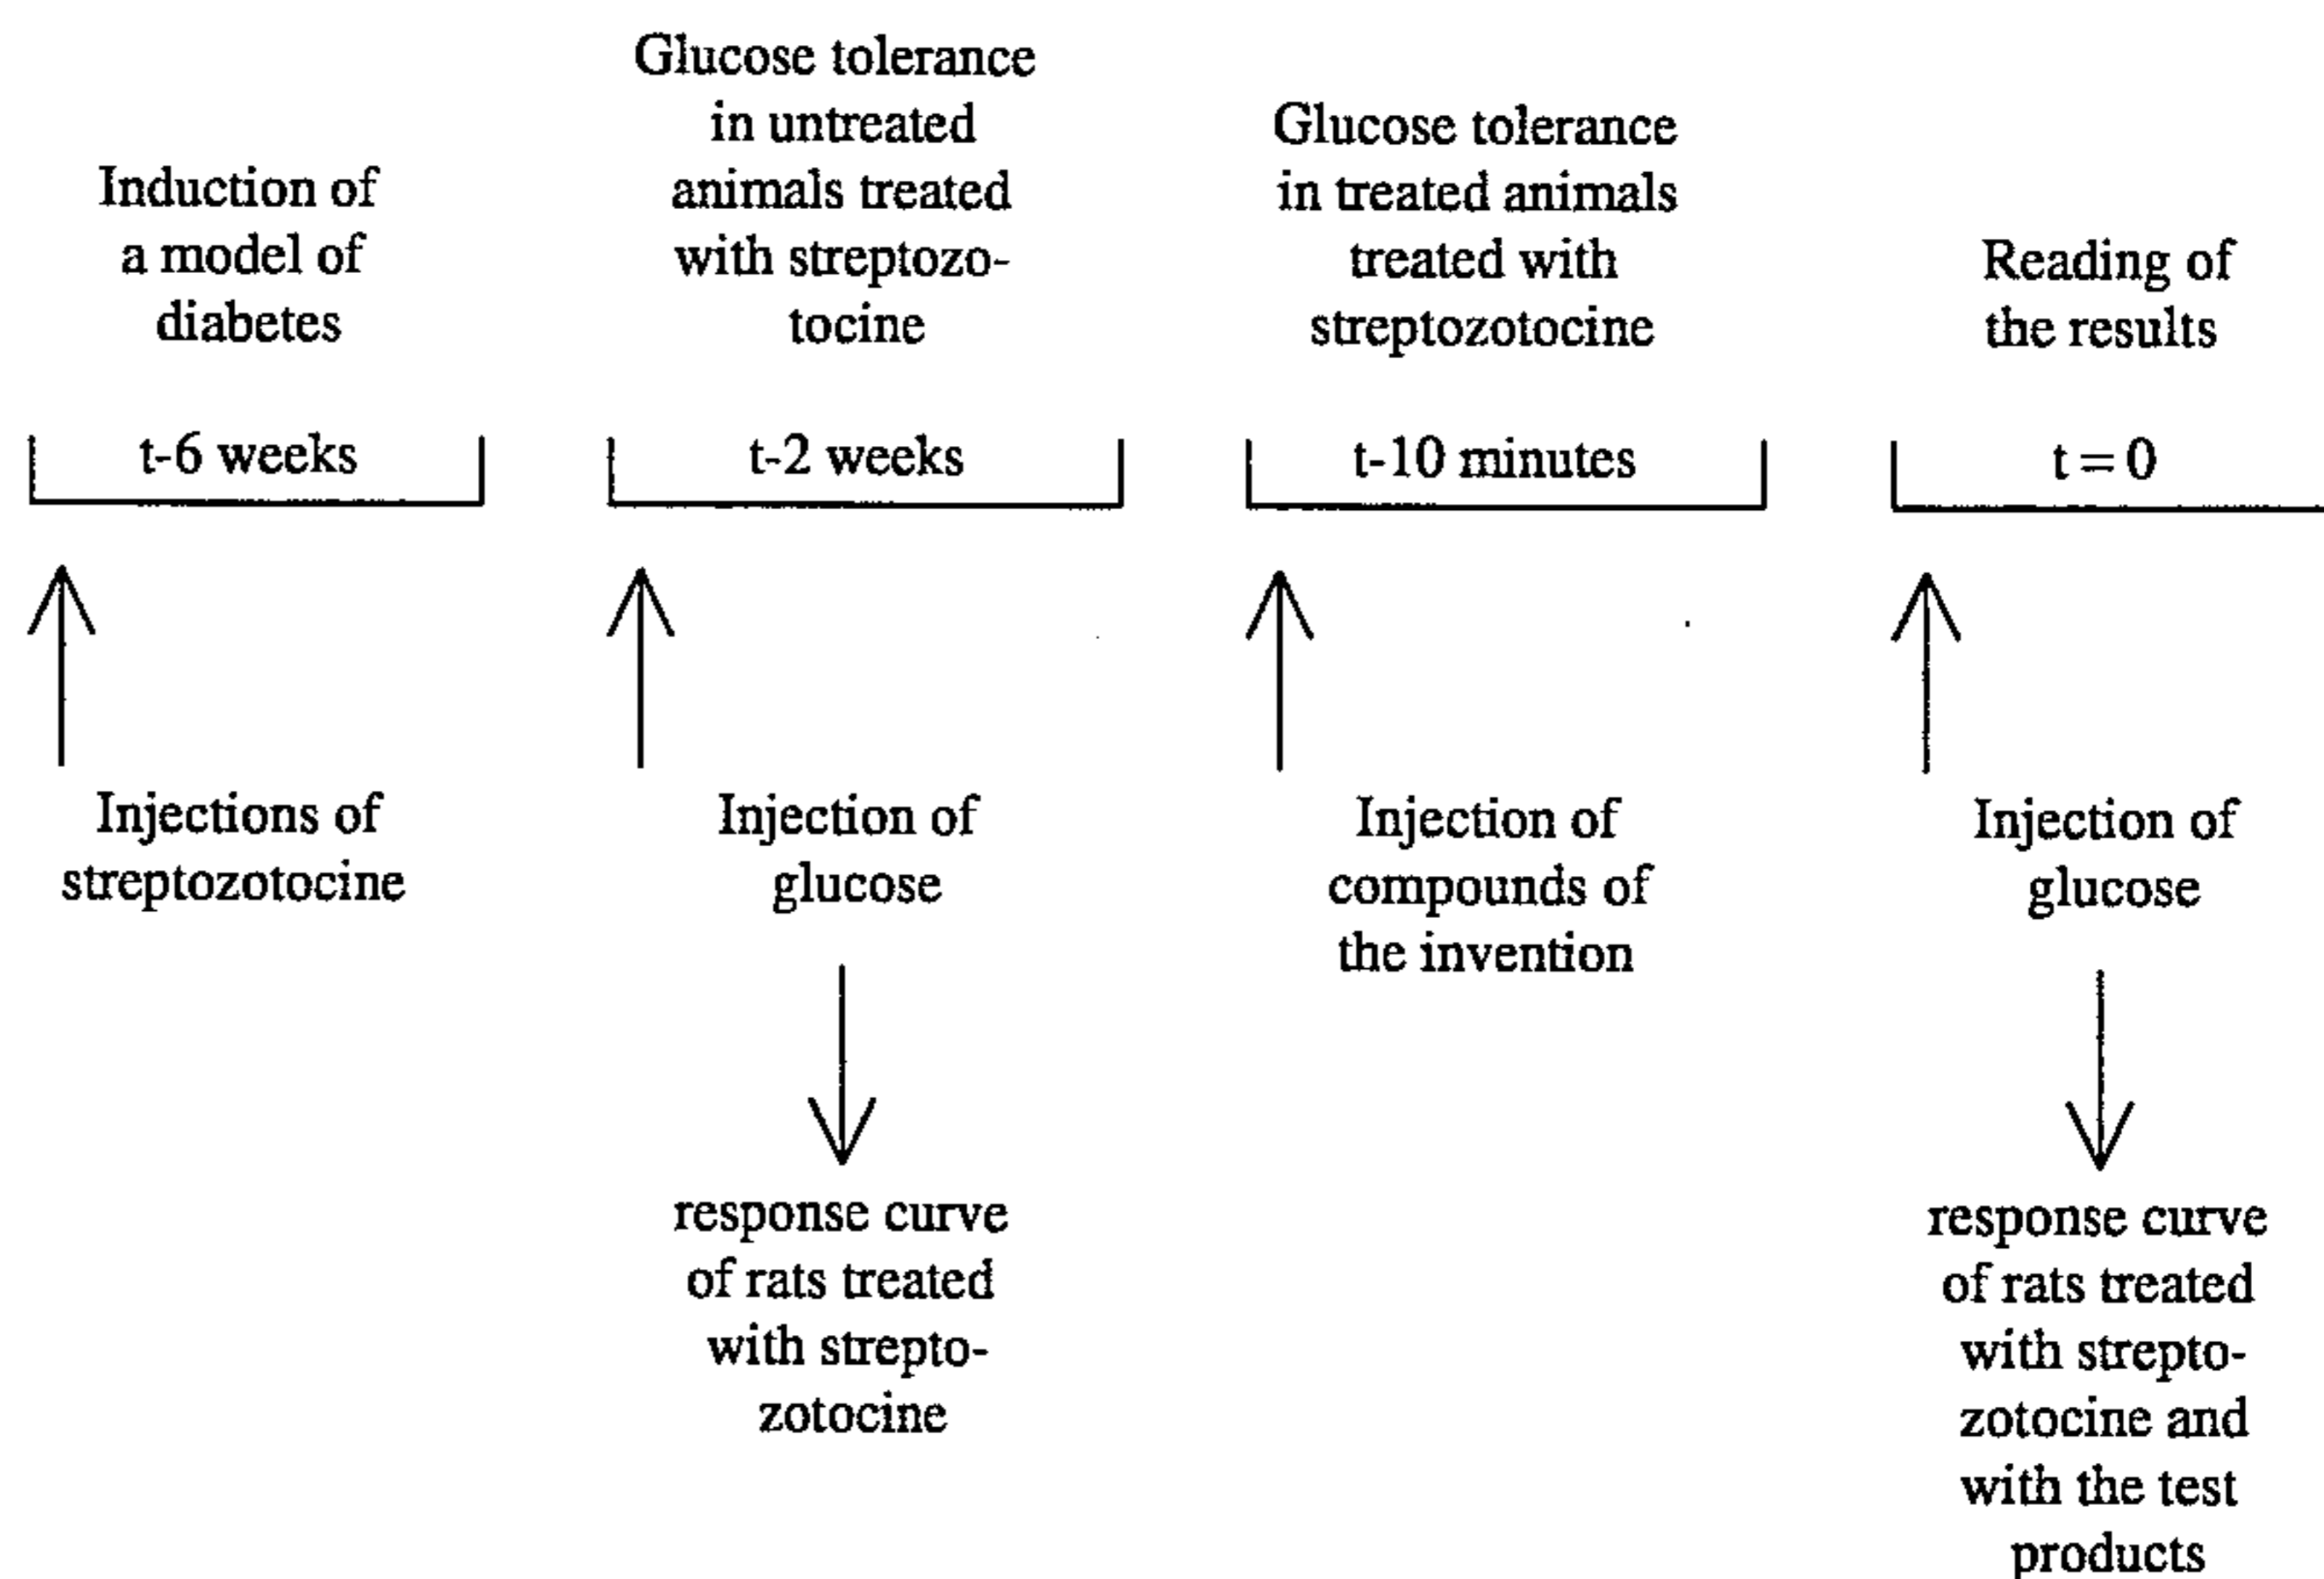 Induction of
a model of
diabetes
Glucose tolerance
in untreated
animals treated
with streptozo-
tocine
Glucose tolerance
in treated animals
treated with
streptozotocine
Reading of
the results
t-6 weeks
t-2 weeks
t-10 minutes
t = 0
Injections of
streptozotocine
Injection of
glucose
Injection of
compounds of
the invention
Injection of
glucose
response curve
of rats treated
with strepto-
zotocine
response curve
of rats treated
with strepto-
zotocine and
with the test
products